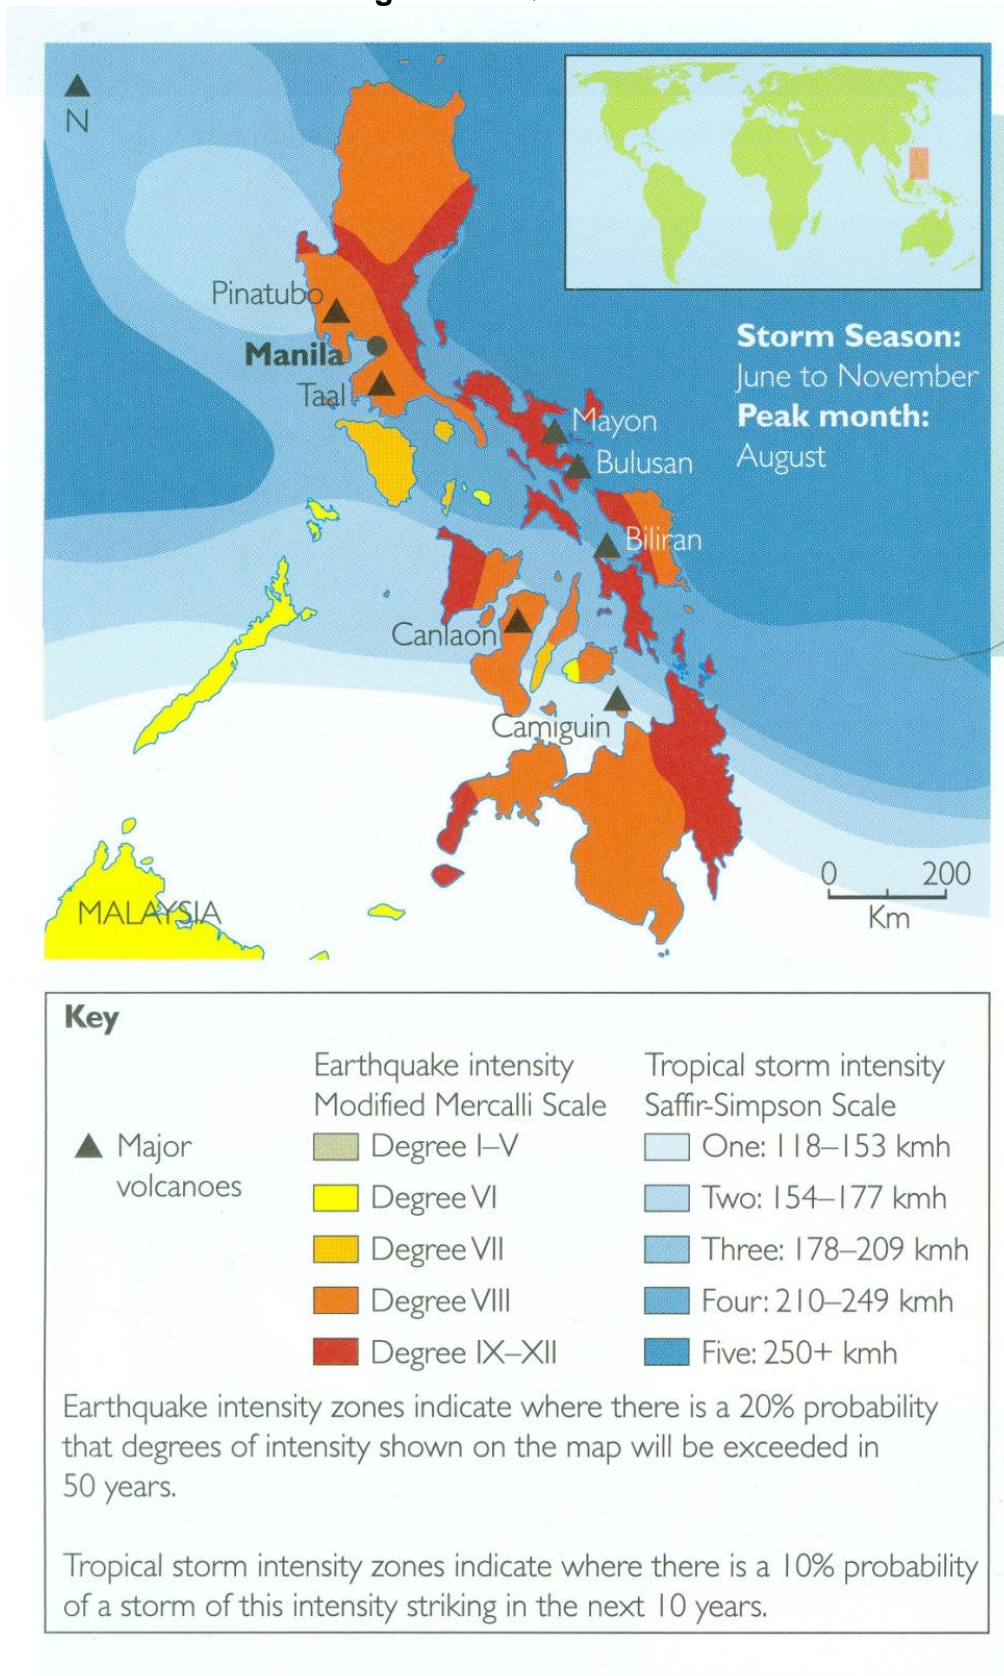 N
Pinatubo
Manila
Taal
Storm Season:
June to November
Peak month:
August
Mayon
Bulusan
Biliran
Canlaon
Camiguin
MALAYSIA
0 200
Km
Key
Earthquake intensity
Modified Mercalli Scale
Tropical storm intensity
Saffir-Simpson Scale
Major
volcanoes
Degree I–V
Degree VI
Degree VII
Degree VIII
Degree IX–XII
One: 118–153 kmh
Two: 154–177 kmh
Three: 178–209 kmh
Four: 210–249 kmh
Five: 250+ kmh
Earthquake intensity zones indicate where there is a 20% probability
that degrees of intensity shown on the map will be exceeded in
50 years.
Tropical storm intensity zones indicate where there is a 10% probability
of a storm of this intensity striking in the next 10 years.